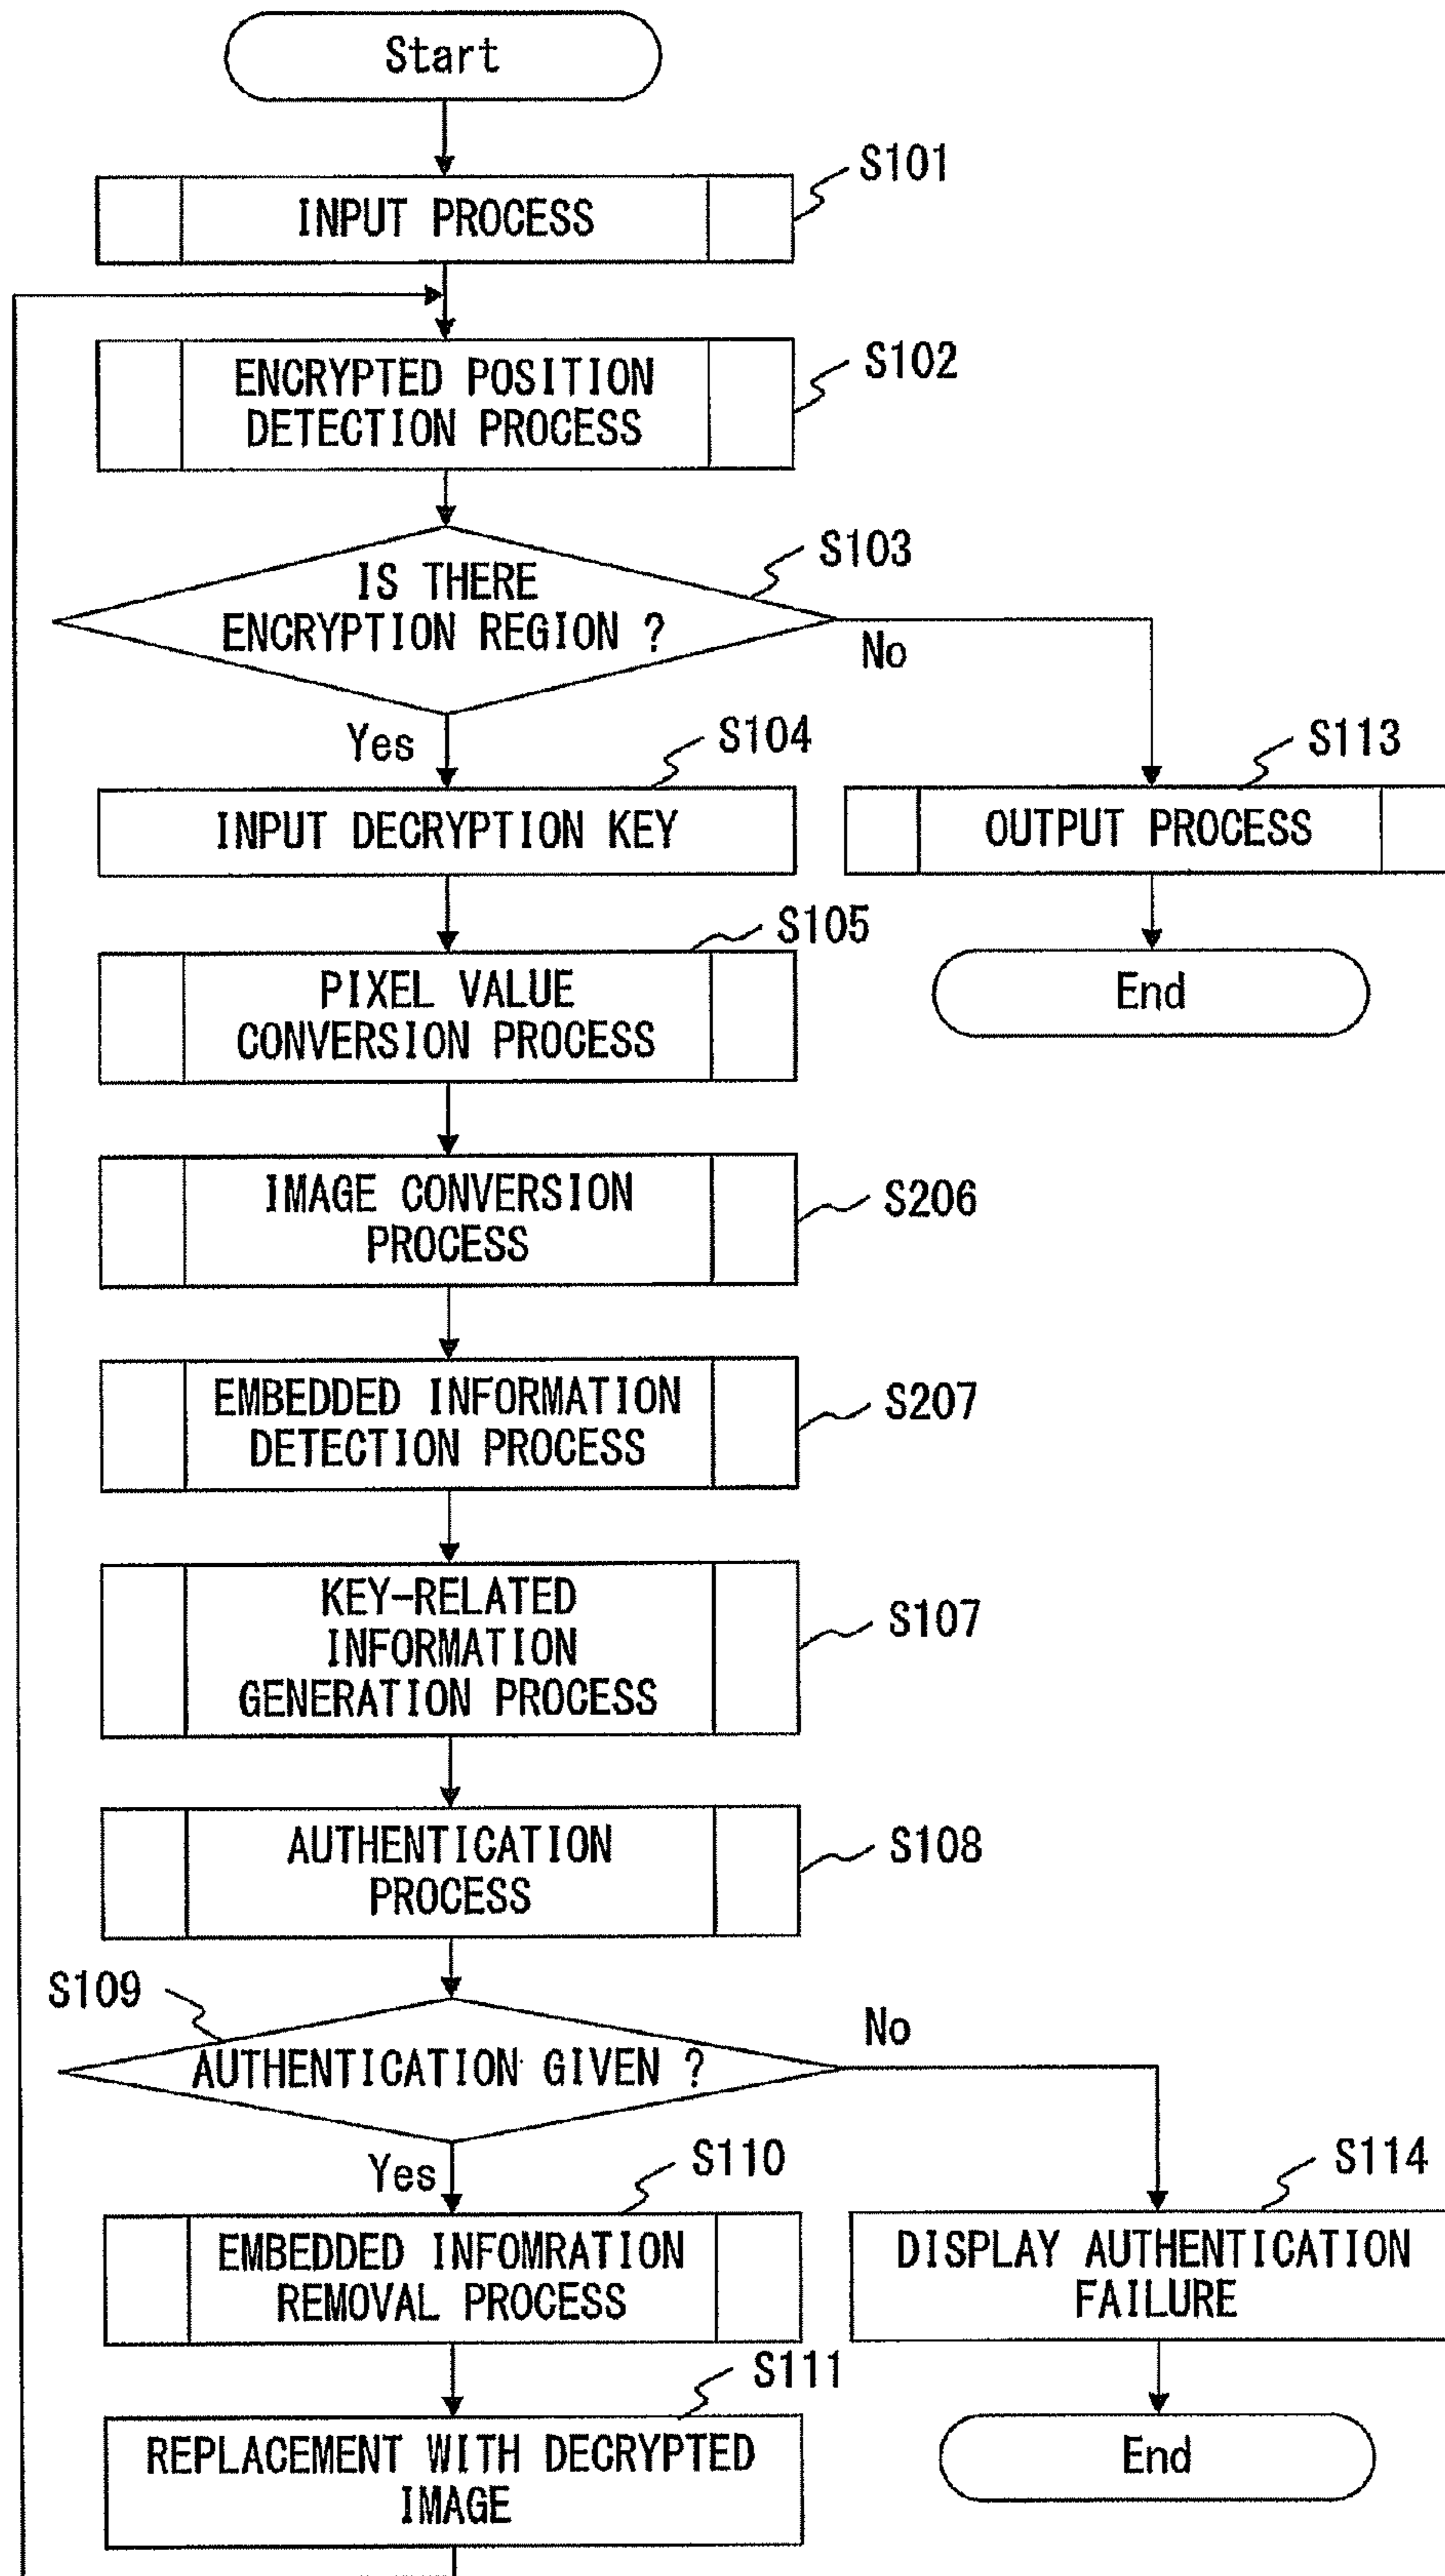 Start
S101
INPUT PROCESS
S102
ENCRYPTED POSITION
DETECTION PROCESS
S103
IS THERE
ENCRYPTION REGION ?
No
Yes
S104
INPUT DECRYPTION KEY
S113
OUTPUT PROCESS
S105
PIXEL VALUE
CONVERSION PROCESS
End
IMAGE CONVERSION
PROCESS
S206
EMBEDDED INFORMATION
DETECTION PROCESS
S207
KEY-RELATED
INFORMATION
GENERATION PROCESS
S107
AUTHENTICATION
PROCESS
S108
S109
AUTHENTICATION GIVEN ?
No
Yes
S110
EMBEDDED INFOMRATION
REMOVAL PROCESS
S114
DISPLAY AUTHENTICATION
FAILURE
S111
REPLACEMENT WITH DECRYPTED
IMAGE
End